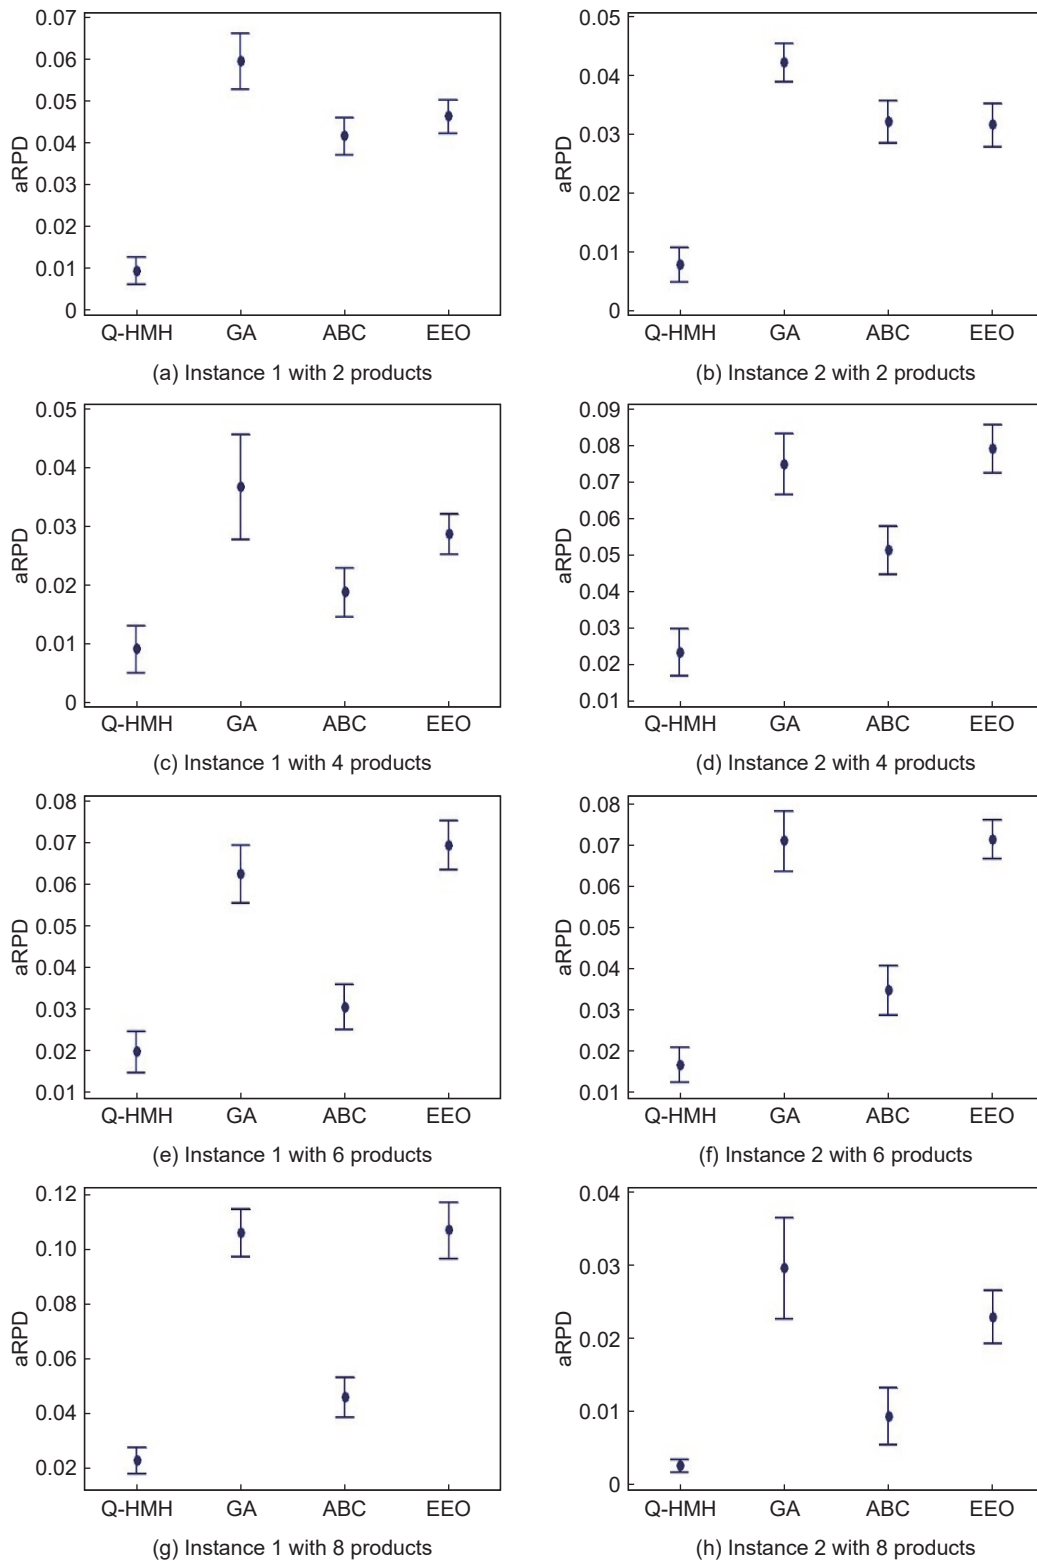 0.07
0.06
0.05
0.04
0.03
0.02
0.01
0
aRPD
Q-HMH GA ABC EEO
(a) Instance 1 with 2 products
0.05
0.04
0.03
0.02
0.01
0
aRPD
Q-HMH GA ABC EEO
(b) Instance 2 with 2 products
0.05
0.04
0.03
0.02
0.01
0
aRPD
Q-HMH GA ABC EEO
(c) Instance 1 with 4 products
0.09
0.08
0.07
0.06
0.05
0.04
0.03
0.02
0.01
aRPD
Q-HMH GA ABC EEO
(d) Instance 2 with 4 products
0.08
0.07
0.06
0.05
0.04
0.03
0.02
0.01
aRPD
Q-HMH GA ABC EEO
(e) Instance 1 with 6 products
0.08
0.07
0.06
0.05
0.04
0.03
0.02
0.01
aRPD
Q-HMH GA ABC EEO
(f) Instance 2 with 6 products
0.12
0.10
0.08
0.06
0.04
0.02
aRPD
Q-HMH GA ABC EEO
(g) Instance 1 with 8 products
0.04
0.03
0.02
0.01
0
aRPD
Q-HMH GA ABC EEO
(h) Instance 2 with 8 products